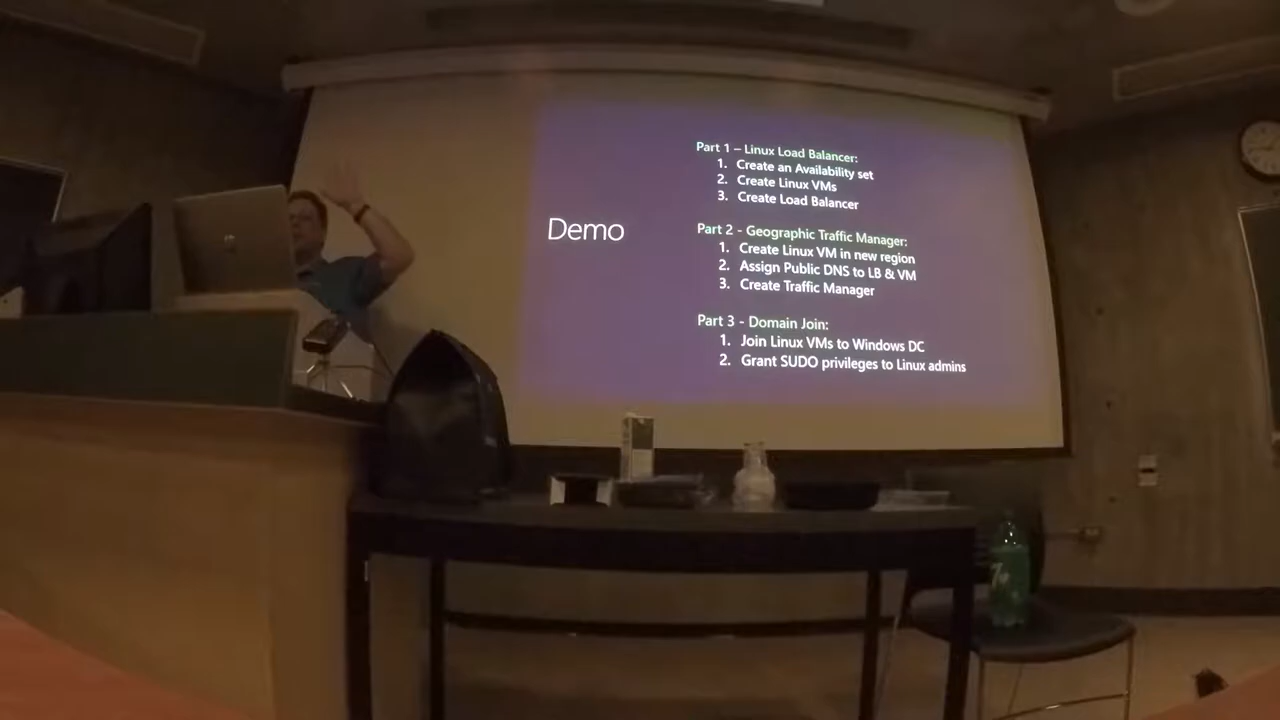 Demo
Part 1 – Linux Load Balancer:
1. Create an Availability set
2. Create Linux VMs
3. Create Load Balancer
Part 2 - Geographic Traffic Manager:
1. Create Linux VM in new region
2. Assign Public DNS to LB & VM
3. Create Traffic Manager
Part 3 - Domain Join:
1. Join Linux VMs to Windows DC
2. Grant SUDO privileges to Linux admins